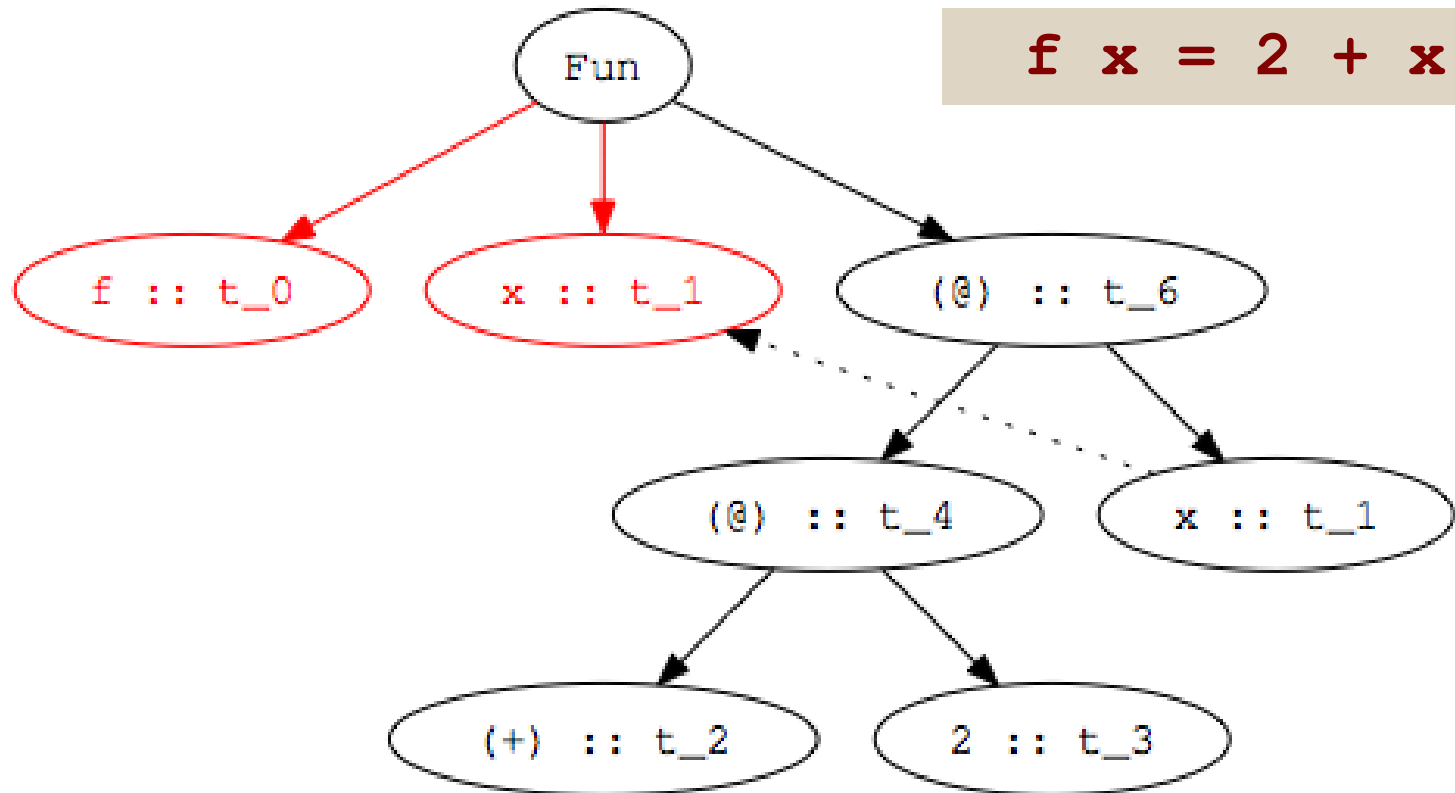 f x = 2 + x
Fun
f :: t_0
x :: t_1
(@) :: t_6
(@) :: t_4
x :: t_1
(+) :: t_2
2 :: t_3